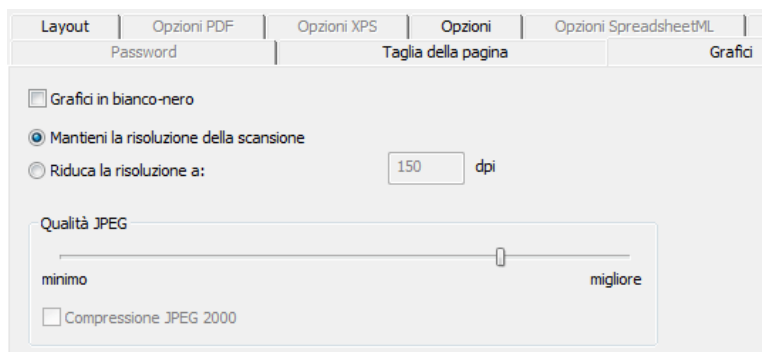 Layout Opzioni PDF Opzioni XPS Opzioni Opzioni SpreadsheetML
Password Taglia della pagina Grafici
Grafici in bianco-nero
Mantieni la risoluzione della scansione
Riduca la risoluzione a: 150 dpi
Qualità JPEG
minimo migliore
Compressione JPEG 2000